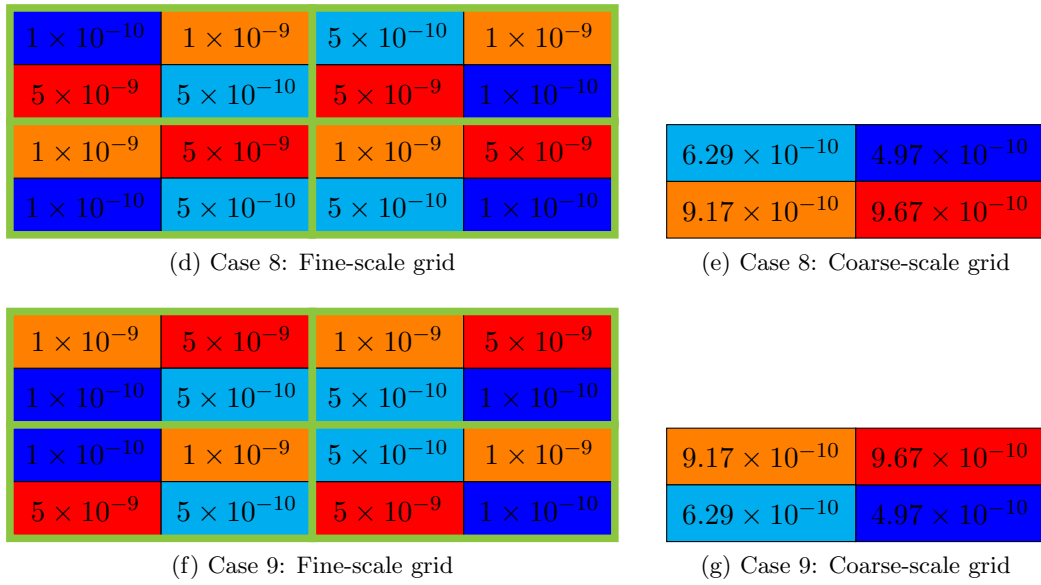 1 × 10⁻¹⁰ 1 × 10⁻⁹ 5 × 10⁻¹⁰ 1 × 10⁻⁹
5 × 10⁻⁹ 5 × 10⁻¹⁰ 5 × 10⁻⁹ 1 × 10⁻¹⁰
1 × 10⁻⁹ 5 × 10⁻⁹ 1 × 10⁻⁹ 5 × 10⁻⁹
1 × 10⁻¹⁰ 5 × 10⁻¹⁰ 5 × 10⁻¹⁰ 1 × 10⁻¹⁰
(d) Case 8: Fine-scale grid
6.29 × 10⁻¹⁰ 4.97 × 10⁻¹⁰
9.17 × 10⁻¹⁰ 9.67 × 10⁻¹⁰
(e) Case 8: Coarse-scale grid
1 × 10⁻⁹ 5 × 10⁻⁹ 1 × 10⁻⁹ 5 × 10⁻⁹
1 × 10⁻¹⁰ 5 × 10⁻¹⁰ 5 × 10⁻¹⁰ 1 × 10⁻¹⁰
1 × 10⁻¹⁰ 1 × 10⁻⁹ 5 × 10⁻¹⁰ 1 × 10⁻⁹
5 × 10⁻⁹ 5 × 10⁻¹⁰ 5 × 10⁻⁹ 1 × 10⁻¹⁰
(f) Case 9: Fine-scale grid
9.17 × 10⁻¹⁰ 9.67 × 10⁻¹⁰
6.29 × 10⁻¹⁰ 4.97 × 10⁻¹⁰
(g) Case 9: Coarse-scale grid